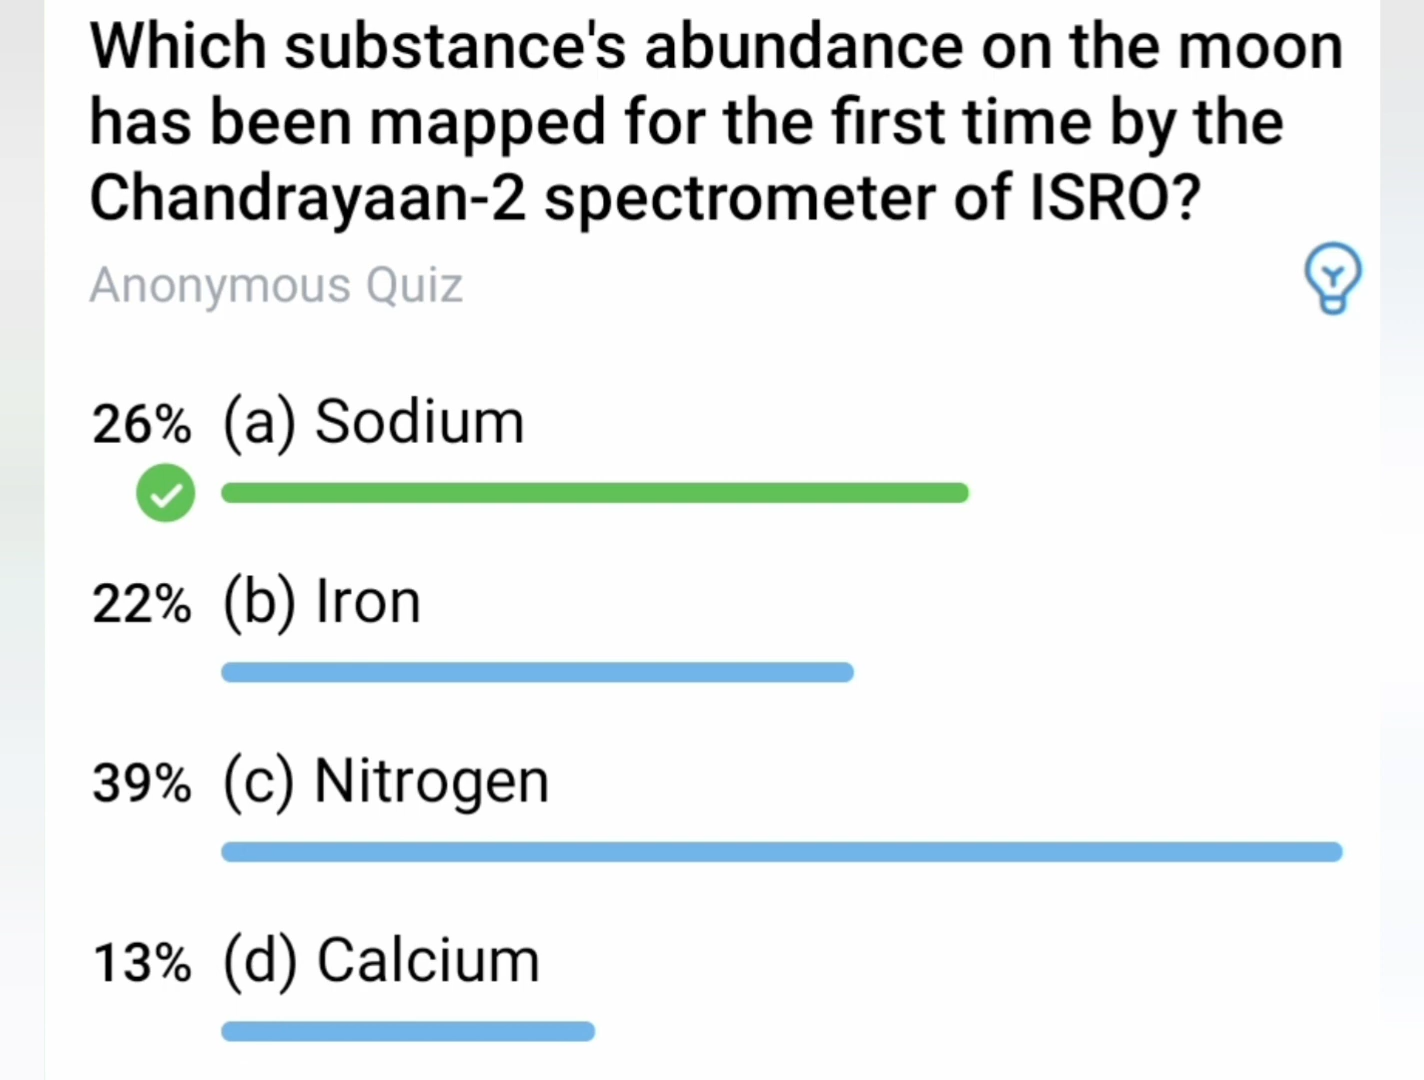 Which substance's abundance on the moon
has been mapped for the first time by the
Chandrayaan-2 spectrometer of ISRO?
Anonymous Quiz
26% (a) Sodium
22% (b) Iron
39% (c) Nitrogen
13% (d) Calcium